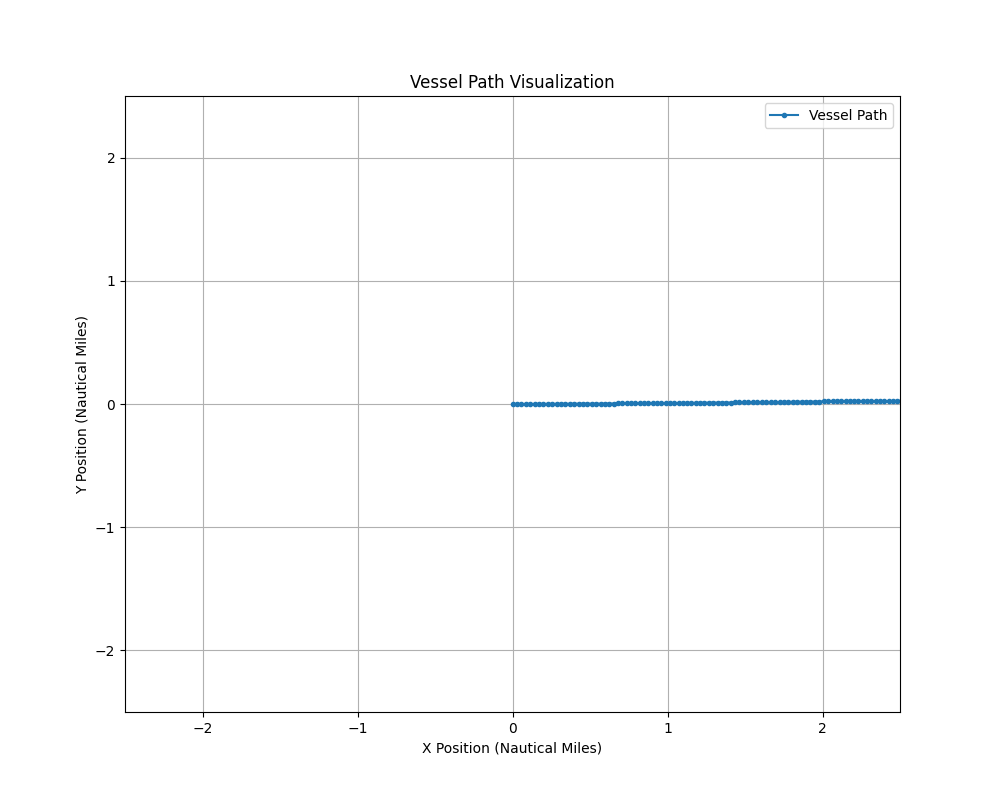 Vessel Path Visualization
Vessel Path
2
1
0
−1
−2
Y Position (Nautical Miles)
−2 −1 0 1 2
X Position (Nautical Miles)